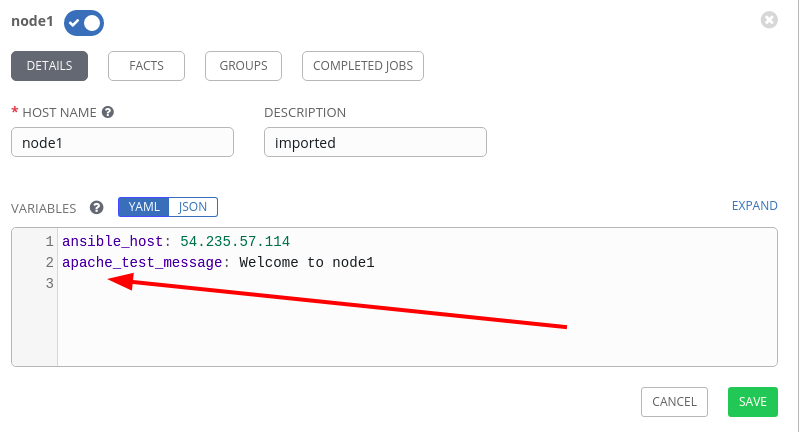 node1
DETAILS FACTS GROUPS COMPLETED JOBS
* HOST NAME ? DESCRIPTION
node1 imported
VARIABLES ? YAML JSON EXPAND
1 ansible_host: 54.235.57.114
2 apache_test_message: Welcome to node1
3
CANCEL SAVE